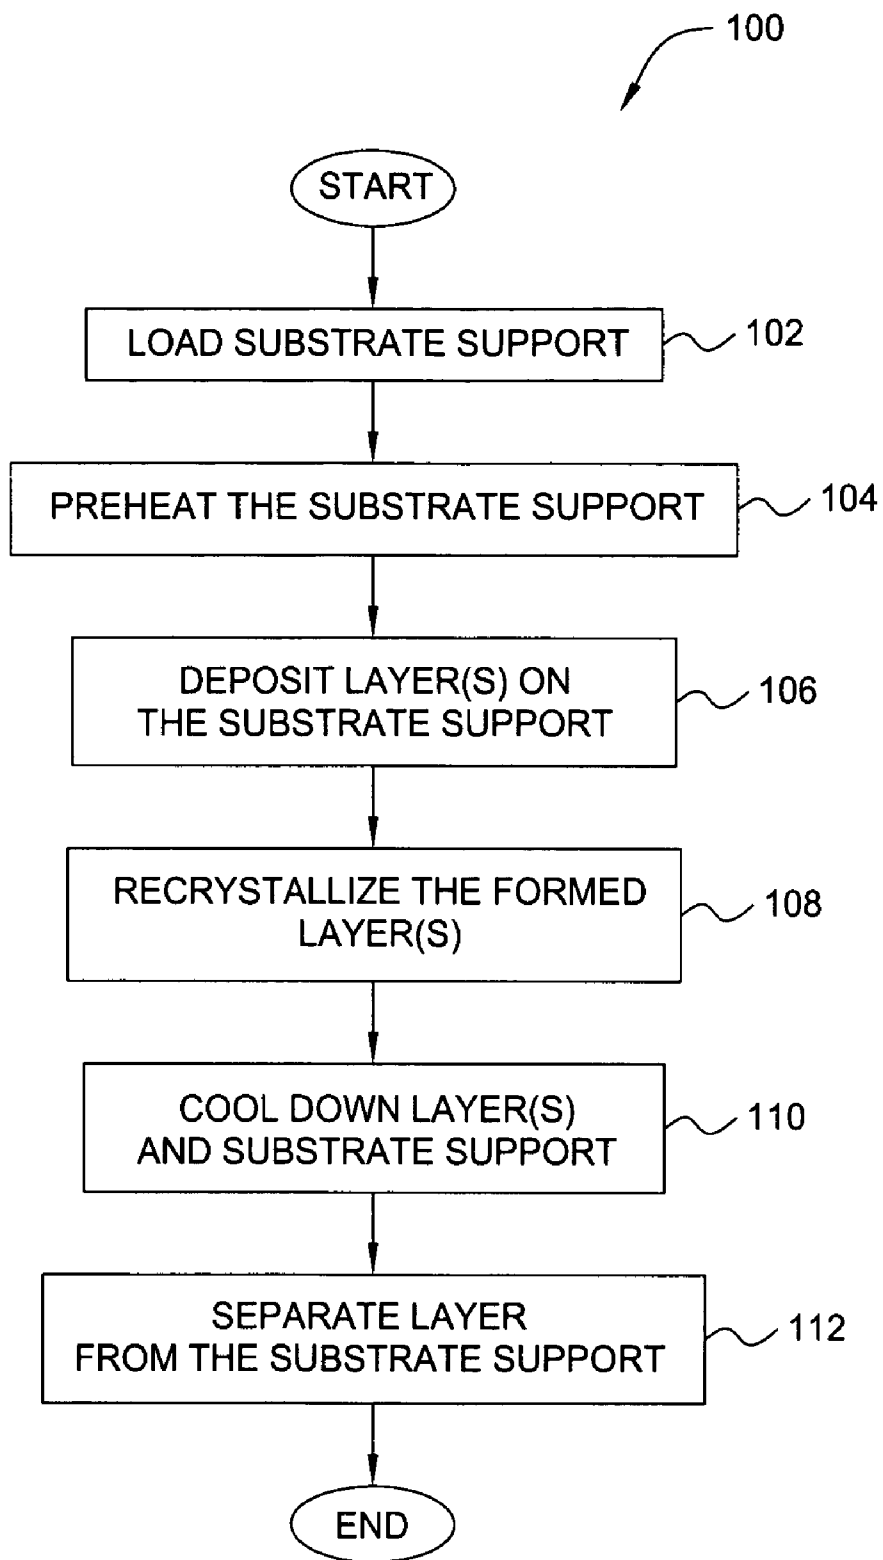 100
START
LOAD SUBSTRATE SUPPORT
102
PREHEAT THE SUBSTRATE SUPPORT
104
DEPOSIT LAYER(S) ON
THE SUBSTRATE SUPPORT
106
RECRYSTALLIZE THE FORMED
LAYER(S)
108
COOL DOWN LAYER(S)
AND SUBSTRATE SUPPORT
110
SEPARATE LAYER
FROM THE SUBSTRATE SUPPORT
112
END